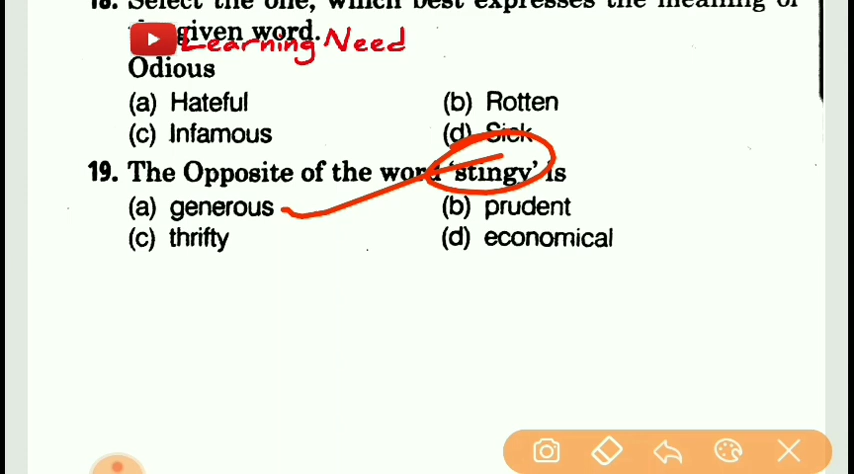 18. Select the one, which best expresses the meaning of
given word.
Learning Need
Odious
(a) Hateful (b) Rotten
(c) Infamous (d) Sick
19. The Opposite of the word 'stingy' is
(a) generous (b) prudent
(c) thrifty (d) economical